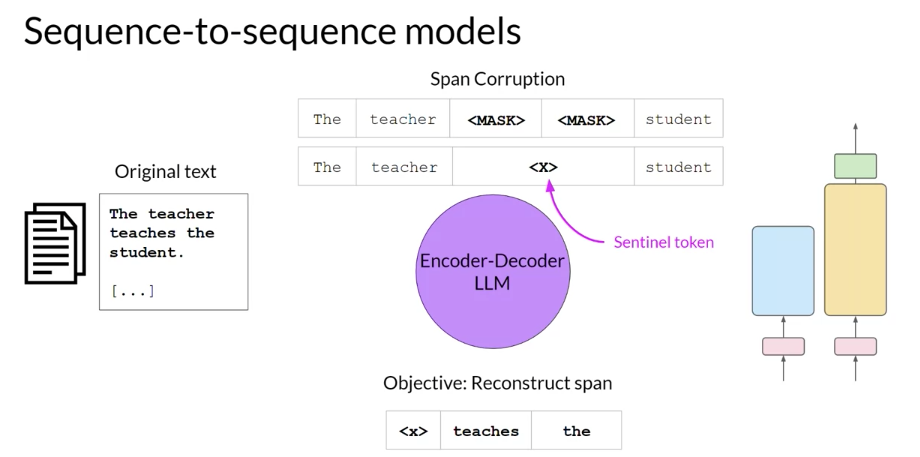 Sequence-to-sequence models
Span Corruption
The teacher <MASK> <MASK> student
The teacher <X> student
Original text
The teacher
teaches the
student.
[...]
Sentinel token
Encoder-Decoder
LLM
Objective: Reconstruct span
<x> teaches the